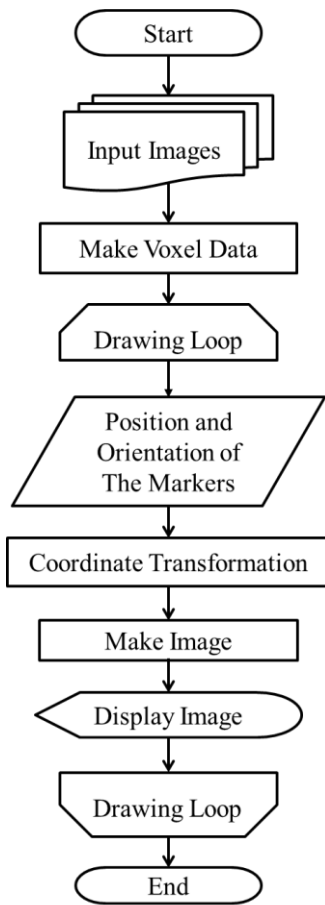 Start
Input Images
Make Voxel Data
Drawing Loop
Position and
Orientation of
The Markers
Coordinate Transformation
Make Image
Display Image
Drawing Loop
End